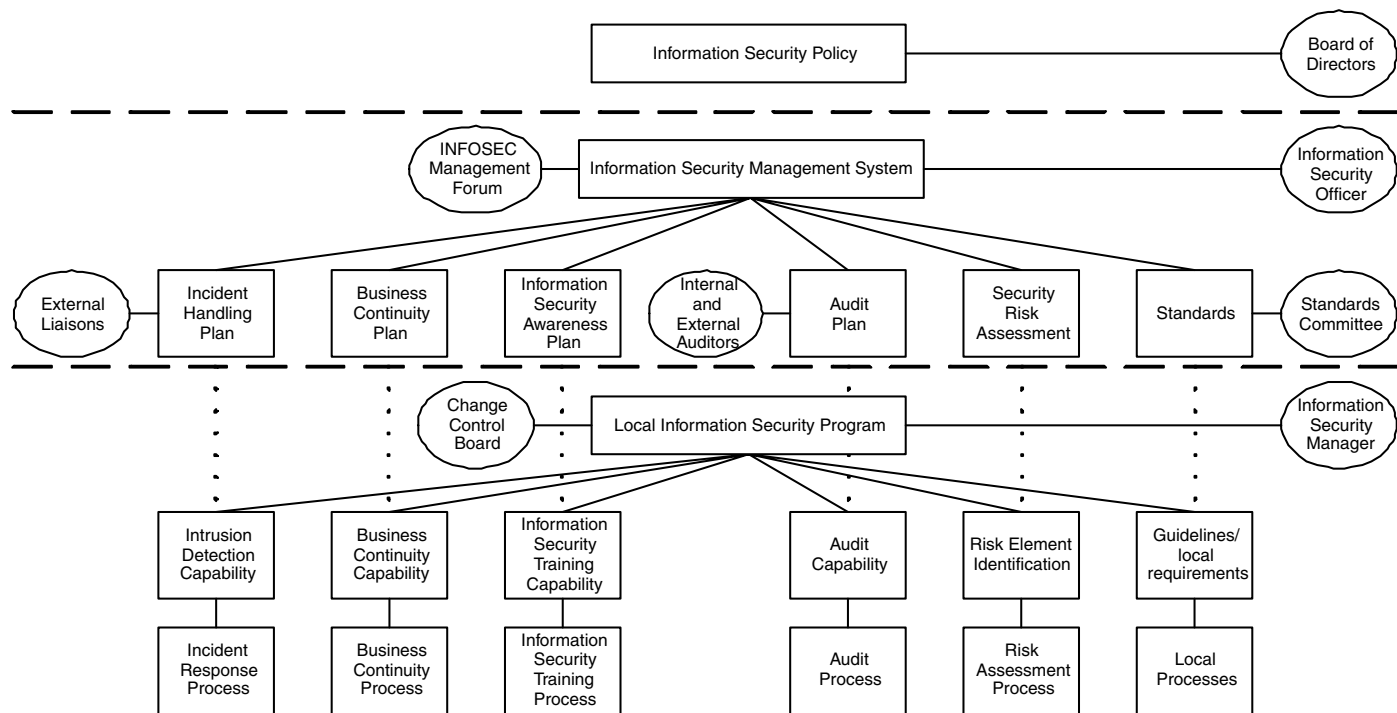 Information Security Policy
Board of
Directors
INFOSEC
Management
Forum
Information Security Management System
Information
Security
Officer
External
Liaisons
Incident
Handling
Plan
Business
Continuity
Plan
Information
Security
Awareness
Plan
Internal
and
External
Auditors
Audit
Plan
Security
Risk
Assessment
Standards
Standards
Committee
Change
Control
Board
Local Information Security Program
Information
Security
Manager
Intrusion
Detection
Capability
Business
Continuity
Capability
Information
Security
Training
Capability
Audit
Capability
Risk Element
Identification
Guidelines/
local
requirements
Incident
Response
Process
Business
Continuity
Process
Information
Security
Training
Process
Audit
Process
Risk
Assessment
Process
Local
Processes